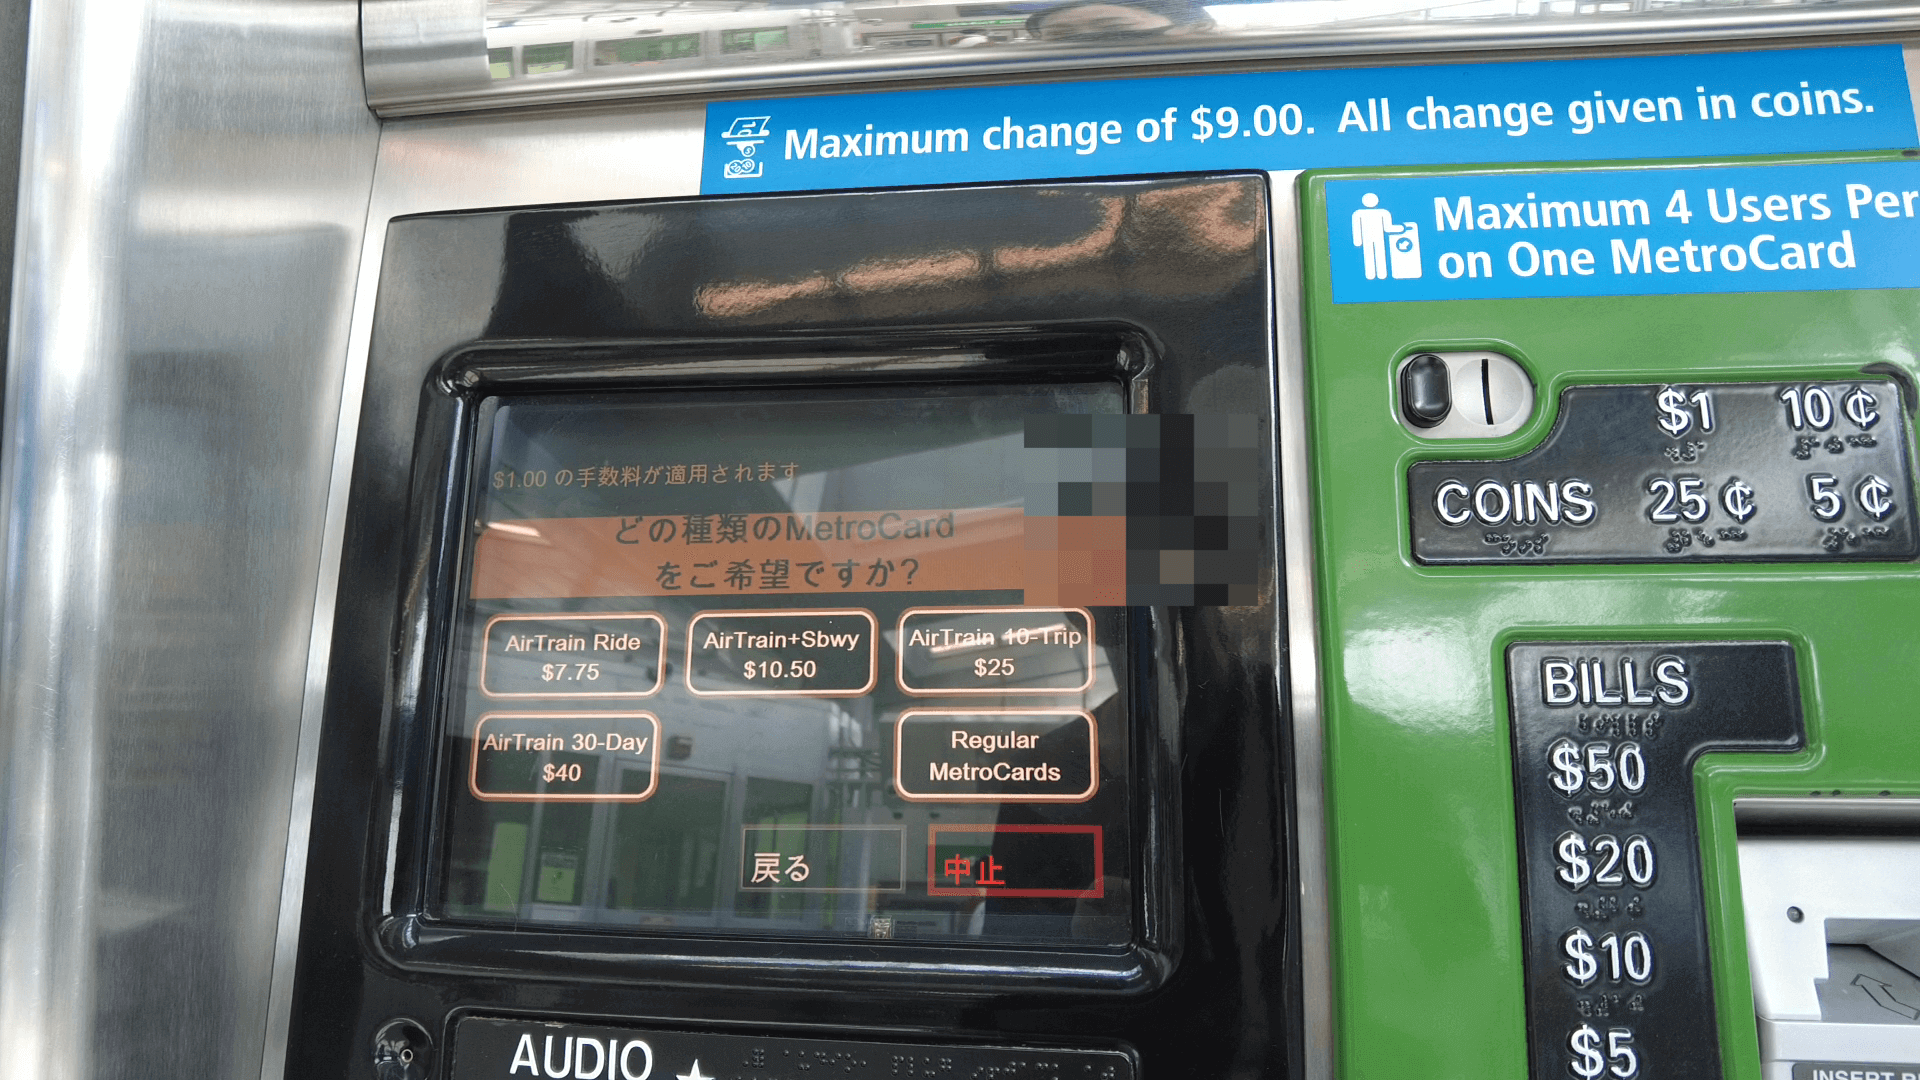 Maximum change of $9.00. All change given in coins.
Maximum 4 Users Per
on One MetroCard
$1.00 の手数料が適用されます
どの種類のMetroCard
をご希望ですか?
AirTrain Ride
$7.75
AirTrain+Sbwy
$10.50
AirTrain 10-Trip
$25
AirTrain 30-Day
$40
Regular
MetroCards
戻る
中止
$1 10¢
COINS 25¢ 5¢
BILLS
$50
$20
$10
$5
AUDIO
INSERT